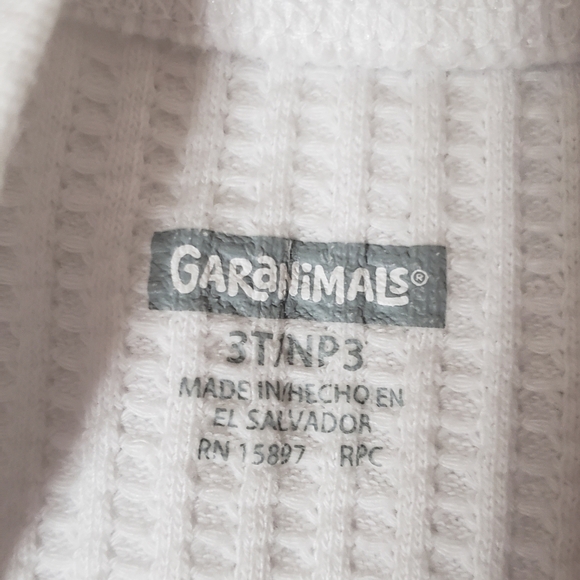 GARaNiMALS®
3T/NP3
MADE IN/HECHO EN
EL SALVADOR
RN 15897 RPC